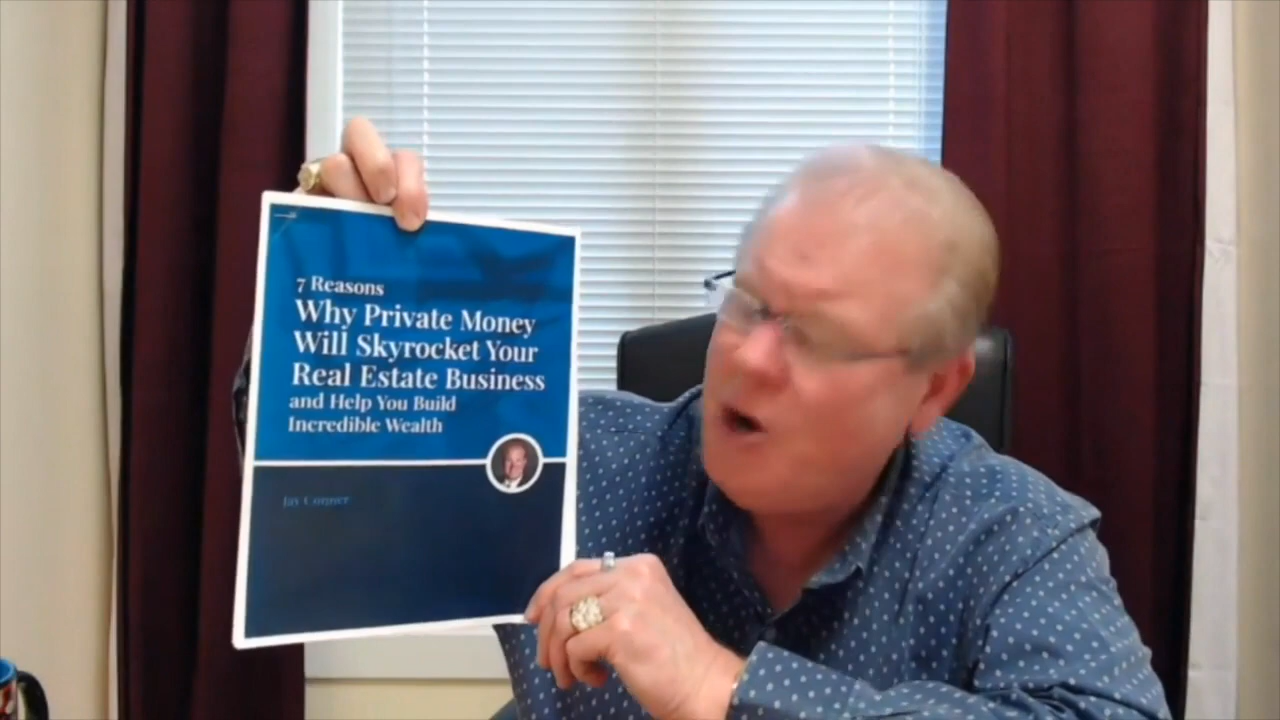 7 Reasons
Why Private Money
Will Skyrocket Your
Real Estate Business
and Help You Build
Incredible Wealth
Jay Conner